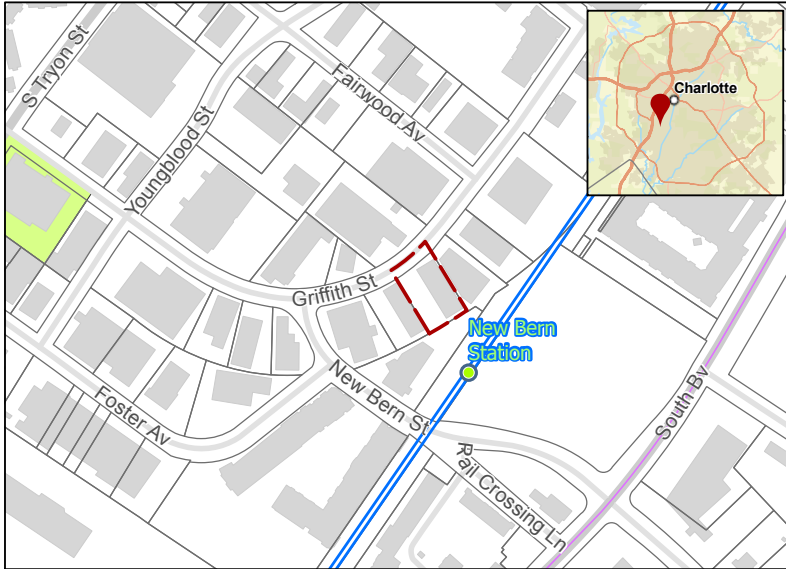 S Tryon St
Youngblood St
Fairwood Av
Charlotte
Griffith St
New Bern
Station
New Bern St
Foster Av
South Bv
Rail Crossing Ln